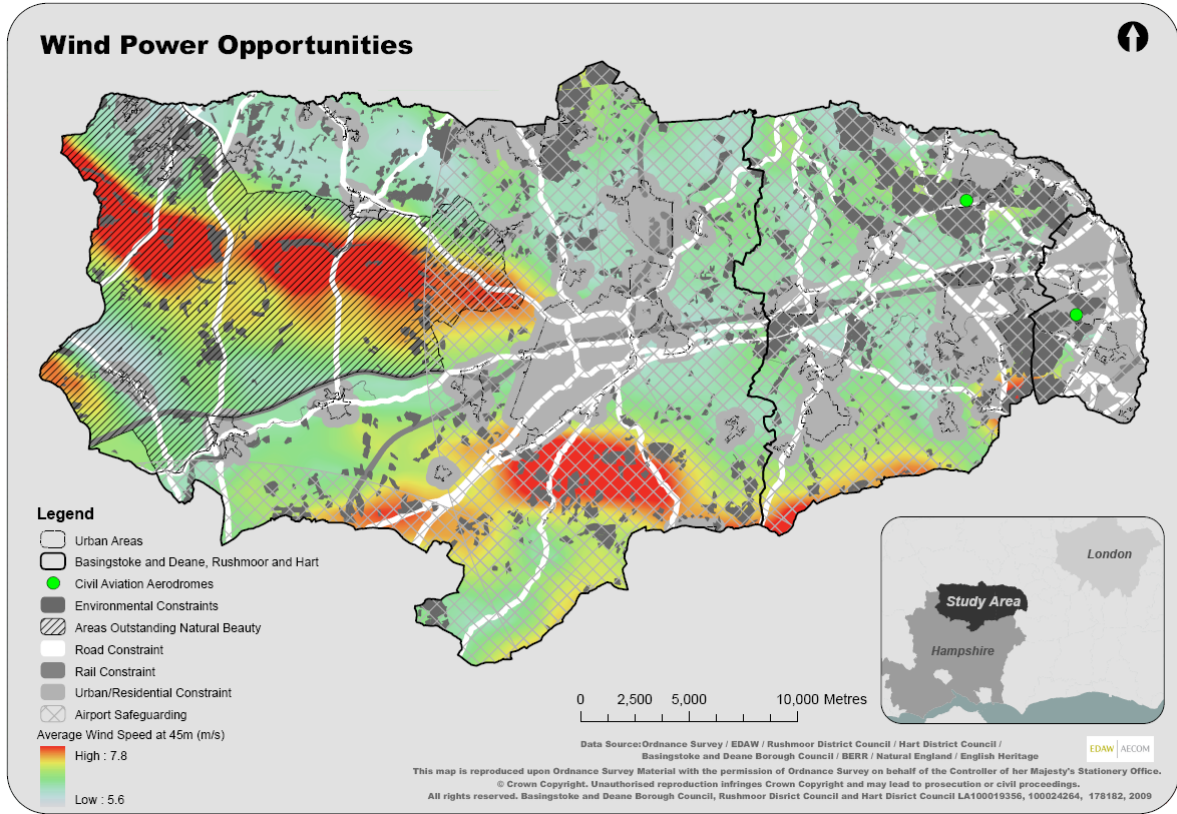 Wind Power Opportunities
Legend
Urban Areas
Basingstoke and Deane, Rushmoor and Hart
Civil Aviation Aerodromes
Environmental Constraints
Areas Outstanding Natural Beauty
Road Constraint
Rail Constraint
Urban/Residential Constraint
Airport Safeguarding
Average Wind Speed at 45m (m/s)
High : 7.8
Low : 5.6
0 2,500 5,000 10,000 Metres
London
Study Area
Hampshire
Data Source:Ordnance Survey / EDAW / Rushmoor District Council / Hart District Council /
Basingstoke and Deane Borough Council / BERR / Natural England / English Heritage
EDAW | AECOM
This map is reproduced upon Ordnance Survey Material with the permission of Ordnance Survey on behalf of the Controller of her Majesty's Stationery Office.
© Crown Copyright. Unauthorised reproduction infringes Crown Copyright and may lead to prosecution or civil proceedings.
All rights reserved. Basingstoke and Deane Borough Council, Rushmoor Disrict Council and Hart Disrict Council LA100019356, 100024264, 178182, 2009